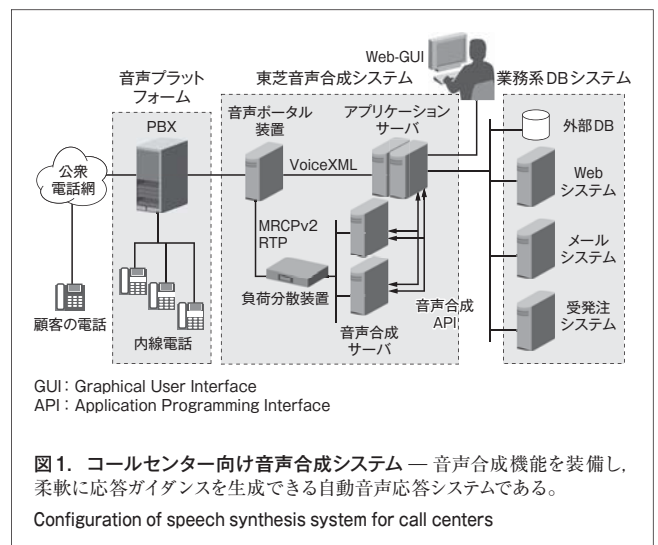 Web-GUI
音声プラット
フォーム
東芝音声合成システム
業務系DBシステム
PBX
音声ポータル
装置
アプリケーション
サーバ
外部DB
公衆
電話網
VoiceXML
Web
システム
MRCPv2
RTP
メール
システム
負荷分散装置
音声合成
API
顧客の電話
内線電話
音声合成
サーバ
受発注
システム
GUI：Graphical User Interface
API：Application Programming Interface
図1．コールセンター向け音声合成システム — 音声合成機能を装備し，
柔軟に応答ガイダンスを生成できる自動音声応答システムである。
Configuration of speech synthesis system for call centers